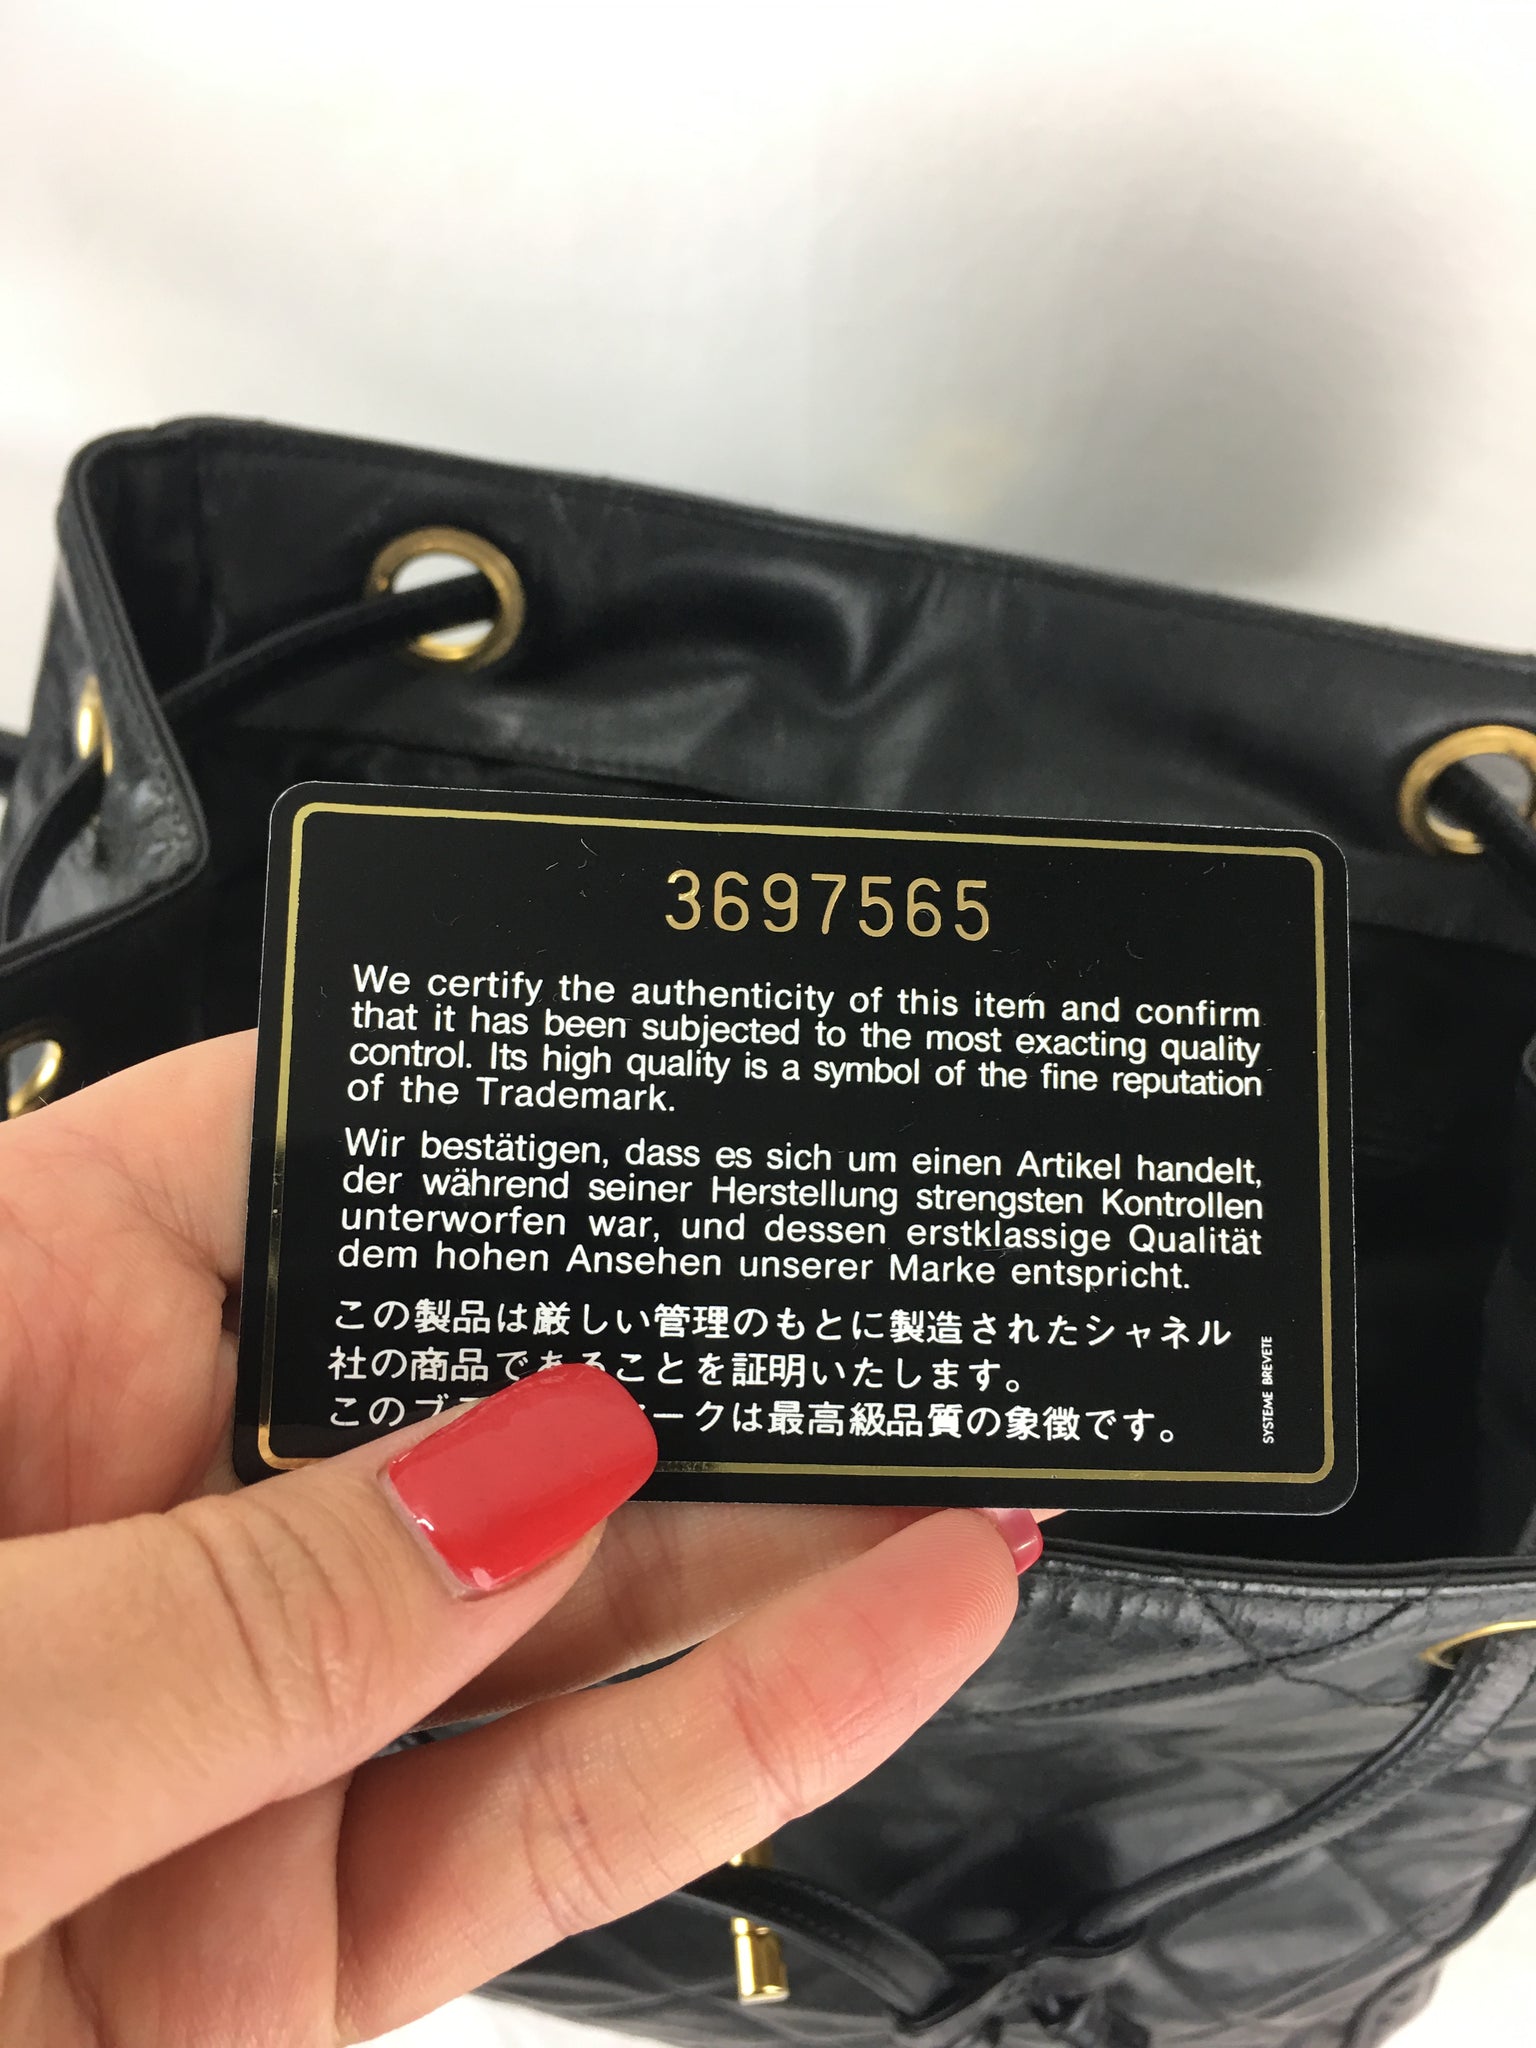 3697565
We certify the authenticity of this item and confirm
that it has been subjected to the most exacting quality
control. Its high quality is a symbol of the fine reputation
of the Trademark.
Wir bestätigen, dass es sich um einen Artikel handelt,
der während seiner Herstellung strengsten Kontrollen
unterworfen war, und dessen erstklassige Qualität
dem hohen Ansehen unserer Marke entspricht.
この製品は厳しい管理のもとに製造されたシャネル
社の商品であることを証明いたします。
この ークは最高級品質の象徴です。
SYSTEME BREVETE